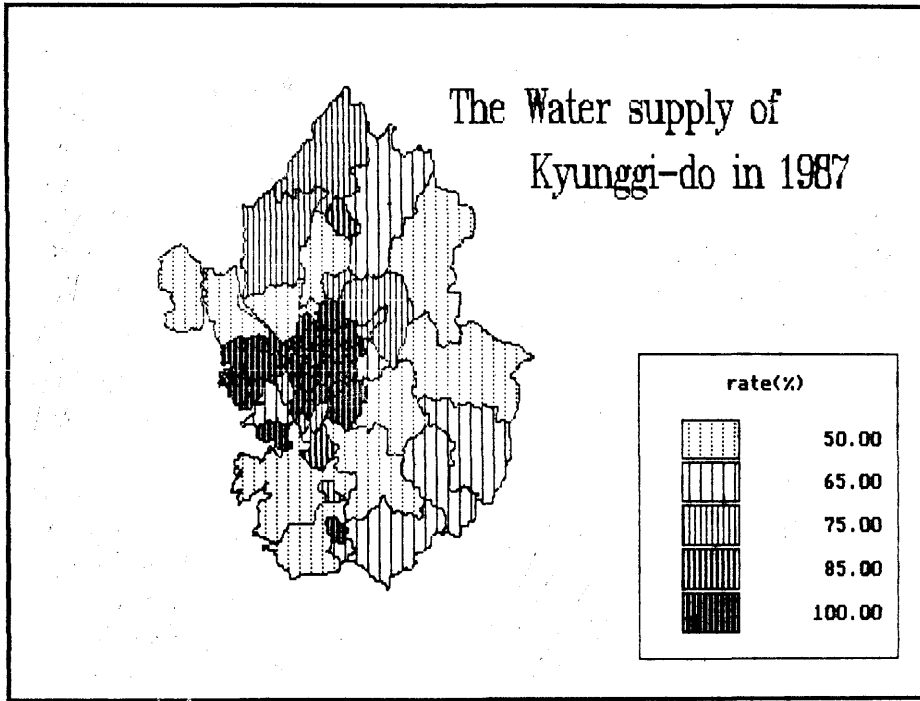 The Water supply of
Kyunggi-do in 1987
rate(%)
50.00
65.00
75.00
85.00
100.00